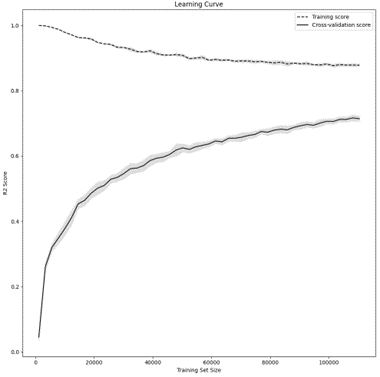 Learning Curve
Training score
Cross-validation score
R2 Score
1.0
0.8
0.6
0.4
0.2
0.0
0
20000
40000
60000
80000
100000
Training Set Size